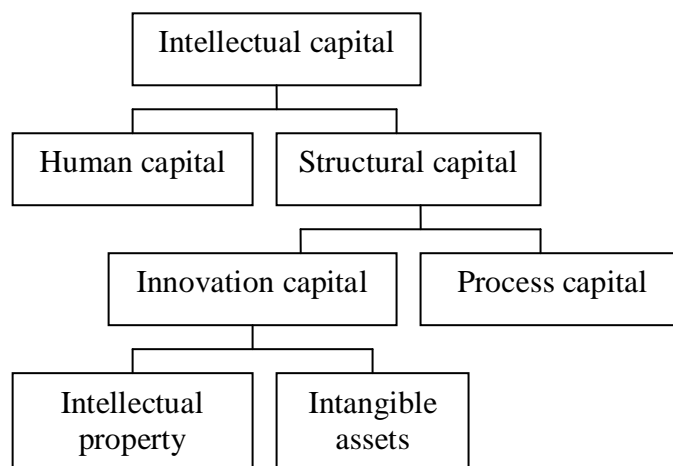 Intellectual capital
Human capital
Structural capital
Innovation capital
Process capital
Intellectual
property
Intangible
assets